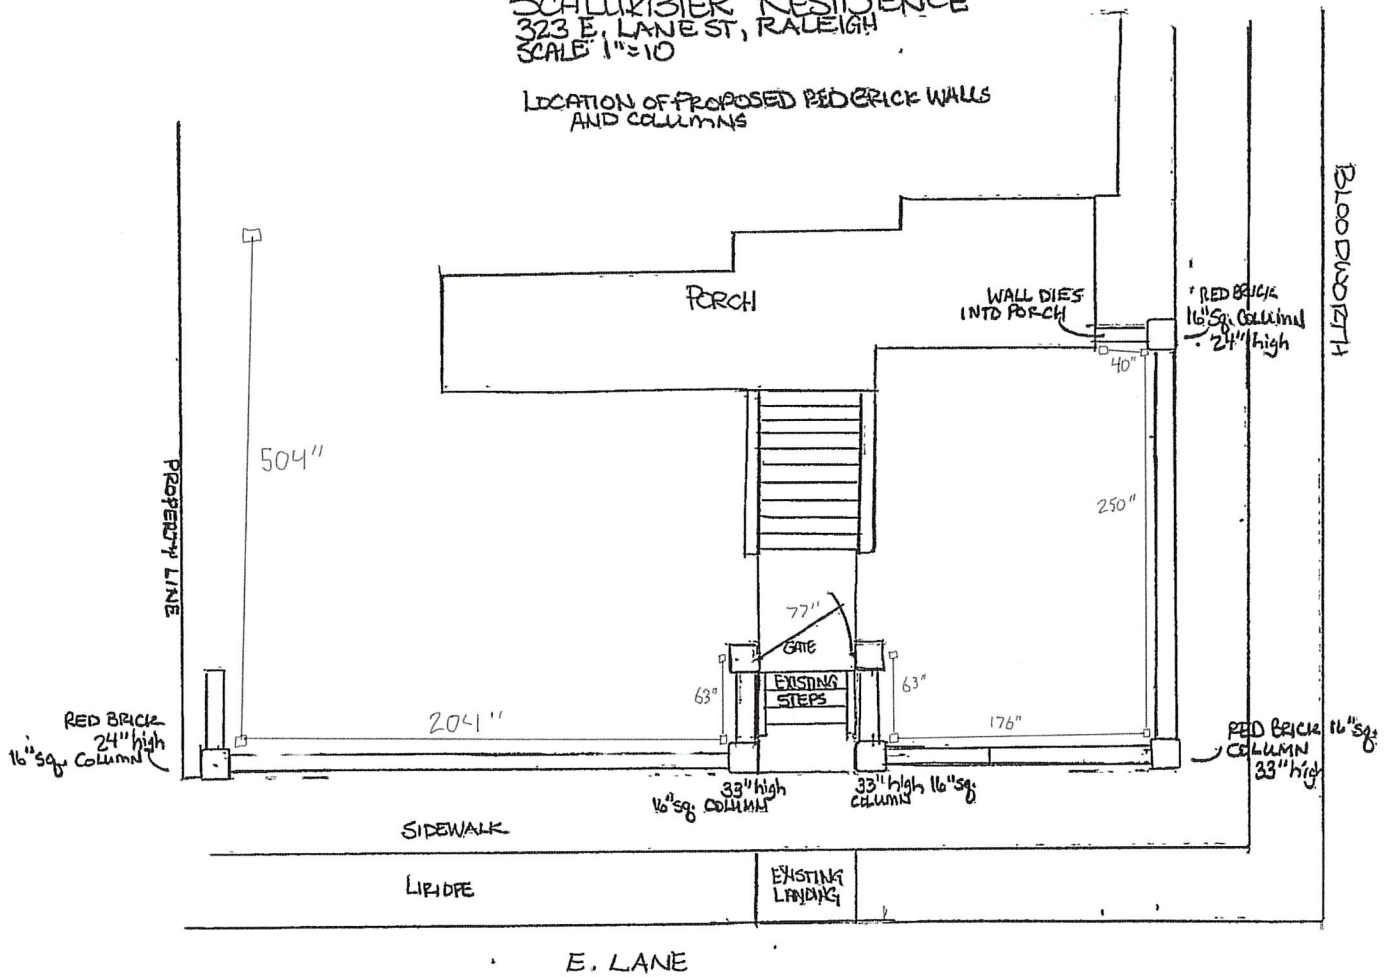 RESIDENCE
323 E. LANE ST, RALEIGH
SCALE 1"=10
LOCATION OF PROPOSED RED BRICK WALLS
AND COLUMNS
BLOODWORTH
PORCH
WALL DIES
INTO PORCH
RED BRICK
16" Sq. COLUMN
24" high
40"
504"
250"
PROPERTY LINE
77"
GATE
EXISTING
STEPS
63"
63"
204"
176"
RED BRICK
24" high
16" sq. COLUMN
RED BRICK 16" sq.
COLUMN
33" high
33" high
16" sq. COLUMN
33" high 16" sq.
COLUMN
SIDEWALK
LIRIOPE
EXISTING
LANDING
E. LANE